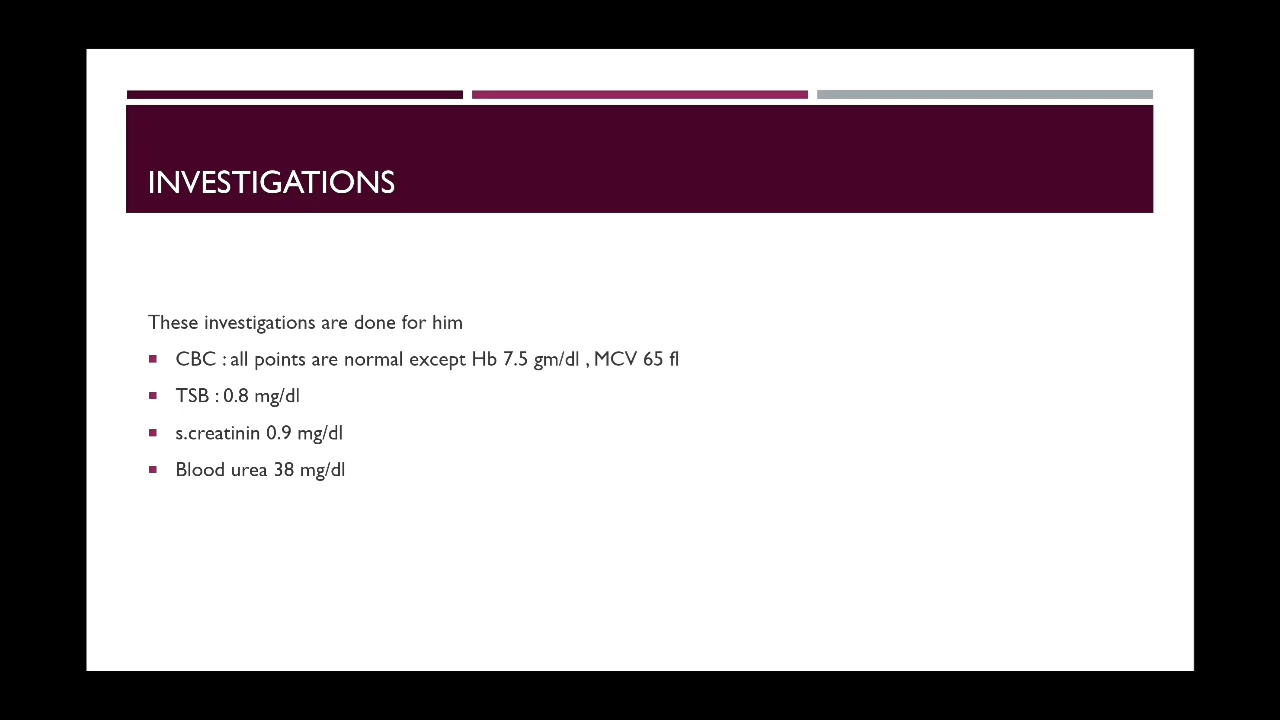 INVESTIGATIONS
These investigations are done for him
CBC : all points are normal except Hb 7.5 gm/dl , MCV 65 fl
TSB : 0.8 mg/dl
s.creatinin 0.9 mg/dl
Blood urea 38 mg/dl